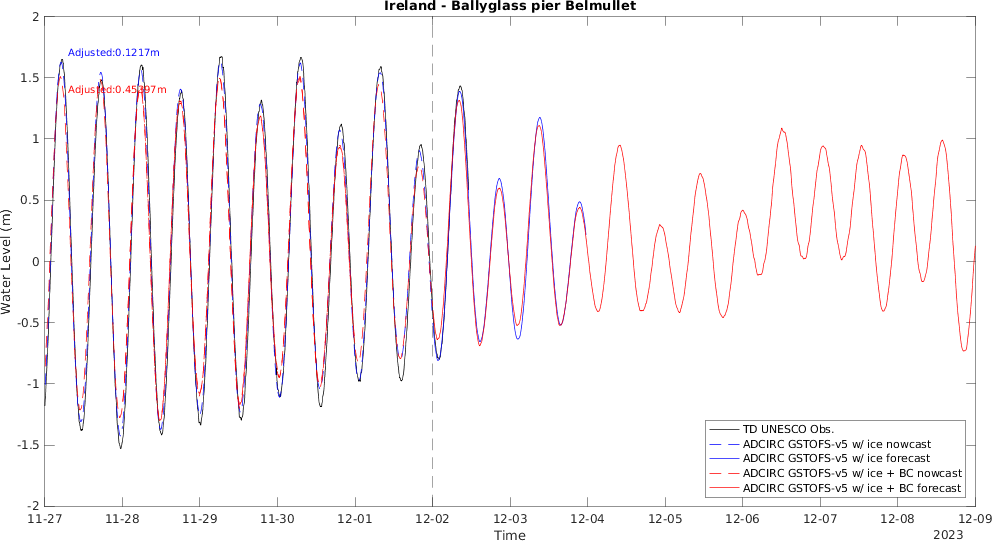 Ireland - Ballyglass pier Belmullet
2
1.5
1
0.5
0
-0.5
-1
-1.5
-2
Water Level (m)
Adjusted:0.1217m
Adjusted:0.45397m
TD UNESCO Obs.
ADCIRC GSTOFS-v5 w/ ice nowcast
ADCIRC GSTOFS-v5 w/ ice forecast
ADCIRC GSTOFS-v5 w/ ice + BC nowcast
ADCIRC GSTOFS-v5 w/ ice + BC forecast
11-27 11-28 11-29 11-30 12-01 12-02 12-03 12-04 12-05 12-06 12-07 12-08 12-09
Time
2023